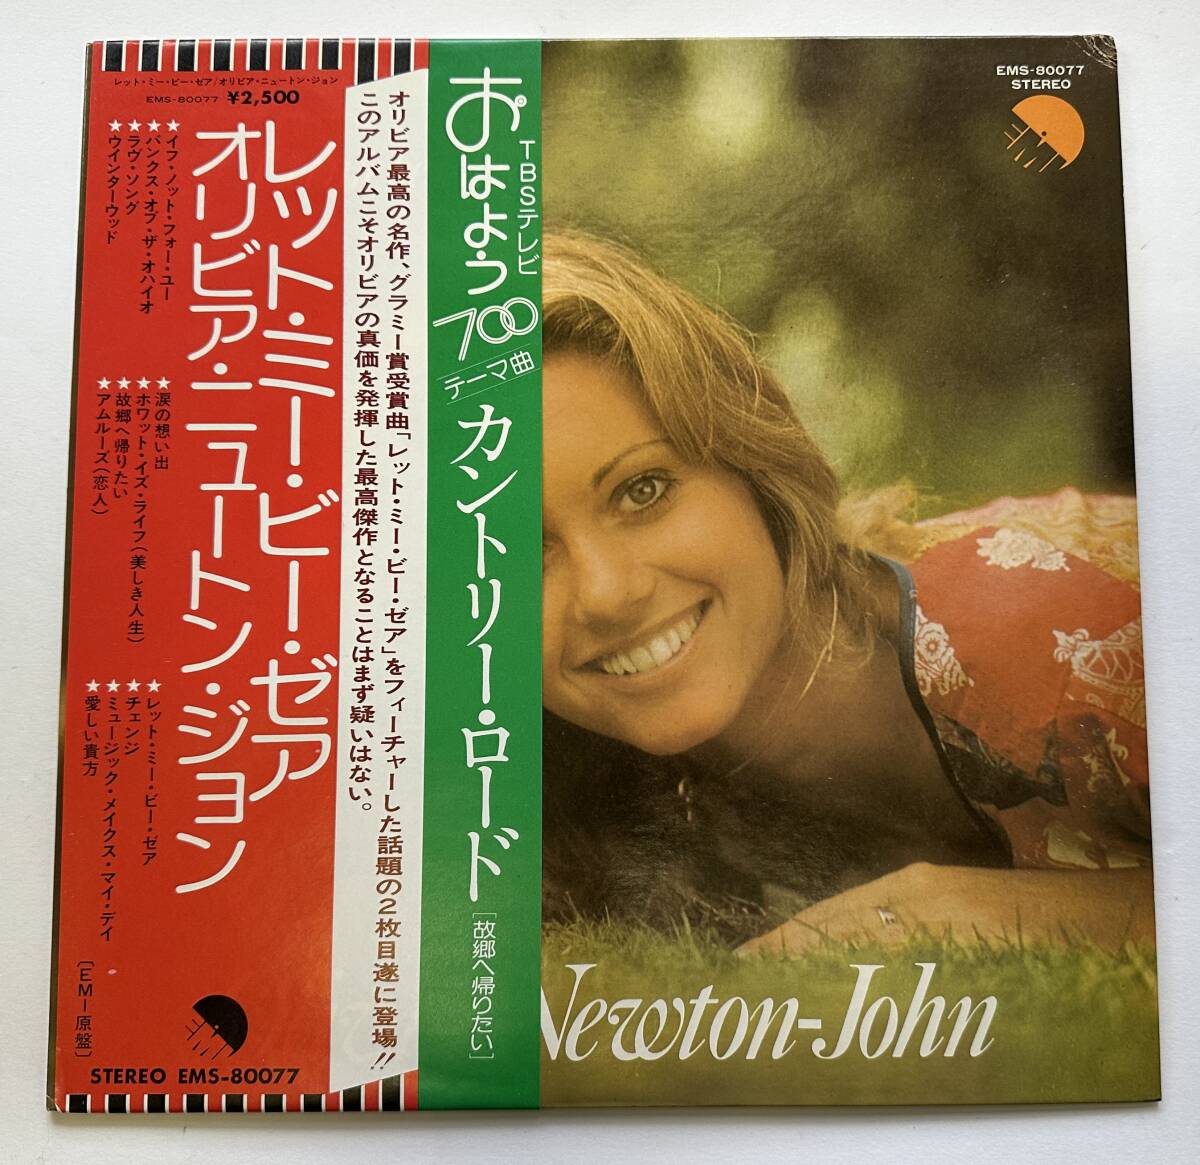 レット・ミー・ビー・ゼア/オリビア・ニュートン・ジョン
EMS-80077 ¥2,500
レット・ミー・ビー・ゼア
オリビア・ニュートン・ジョン
★イフ・ノット・フォー・ユー
★バンクス・オブ・ザ・オハイオ
★ラヴ・ソング
★ウインターウッド
★涙の想い出
★ホワット・イズ・ライフ(美しき人生)
★故郷へ帰りたい
★アムルーズ(恋人)
★レット・ミー・ビー・ゼア
★チェンジ
★ミュージック・メイクス・マイ・デイ
★愛しい貴方
[EMI原盤]
STEREO EMS-80077
オリビア最高の名作、グラミー賞受賞曲「レット・ミー・ビー・ゼア」をフィーチャーした話題の2枚目遂に登場!!
このアルバムこそオリビアの真価を発揮した最高傑作となることはまず疑いはない。
TBSテレビ
おはよう700
テーマ曲
カントリー・ロード
[故郷へ帰りたい]
EMS-80077
STEREO
EMI
Newton-John